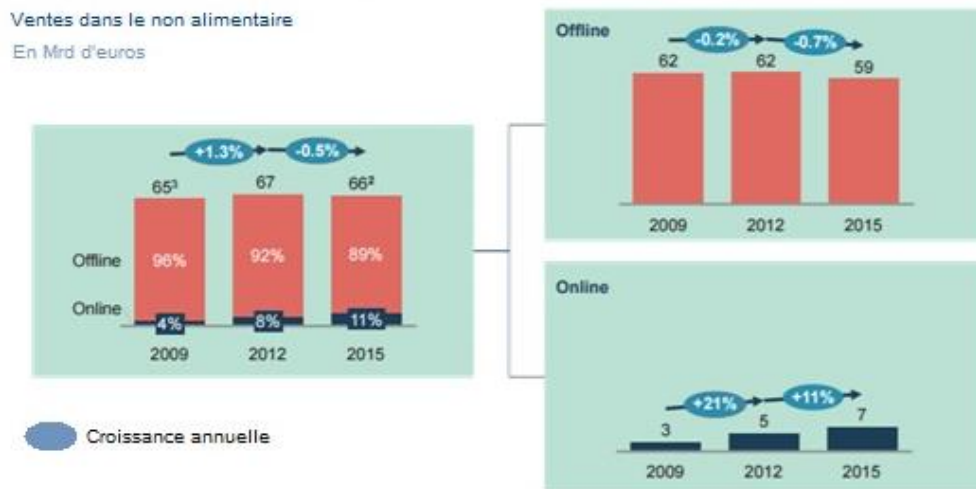 Ventes dans le non alimentaire
En Mrd d'euros
+1.3% -0.5%
65³ 67 66²
Offline 96% 92% 89%
Online 4% 8% 11%
2009 2012 2015
Croissance annuelle
Offline
-0.2% -0.7%
62 62 59
2009 2012 2015
Online
+21% +11%
3 5 7
2009 2012 2015